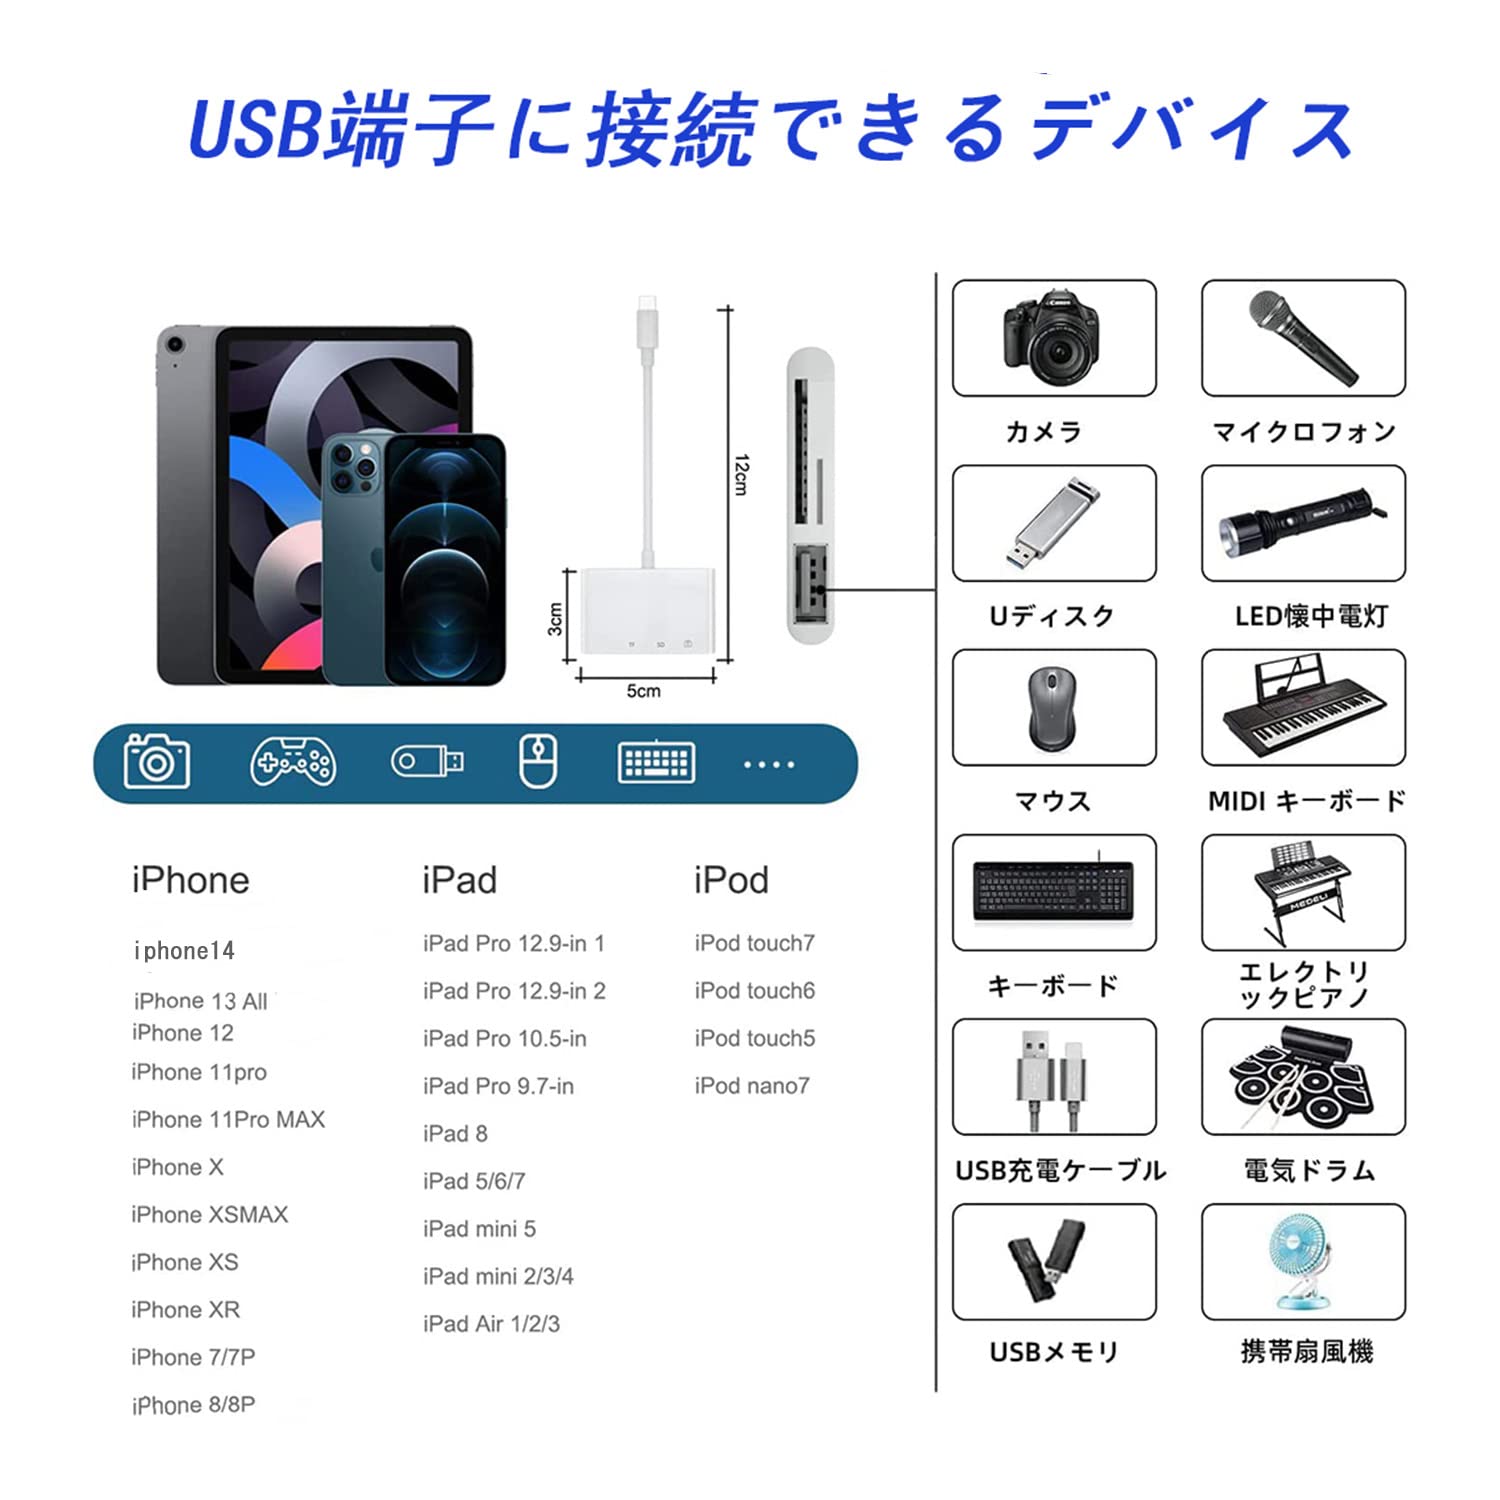 USB端子に接続できるデバイス
12cm
3cm
TF SD
5cm
iPhone
iphone14
iPhone 13 All
iPhone 12
iPhone 11pro
iPhone 11Pro MAX
iPhone X
iPhone XSMAX
iPhone XS
iPhone XR
iPhone 7/7P
iPhone 8/8P
iPad
iPad Pro 12.9-in 1
iPad Pro 12.9-in 2
iPad Pro 10.5-in
iPad Pro 9.7-in
iPad 8
iPad 5/6/7
iPad mini 5
iPad mini 2/3/4
iPad Air 1/2/3
iPod
iPod touch7
iPod touch6
iPod touch5
iPod nano7
Canon
カメラ
マイクロフォン
Uディスク
LED懐中電灯
マウス
MIDI キーボード
キーボード
MEDELI
エレクトリ
ックピアノ
USB充電ケーブル
電気ドラム
USBメモリ
携帯扇風機